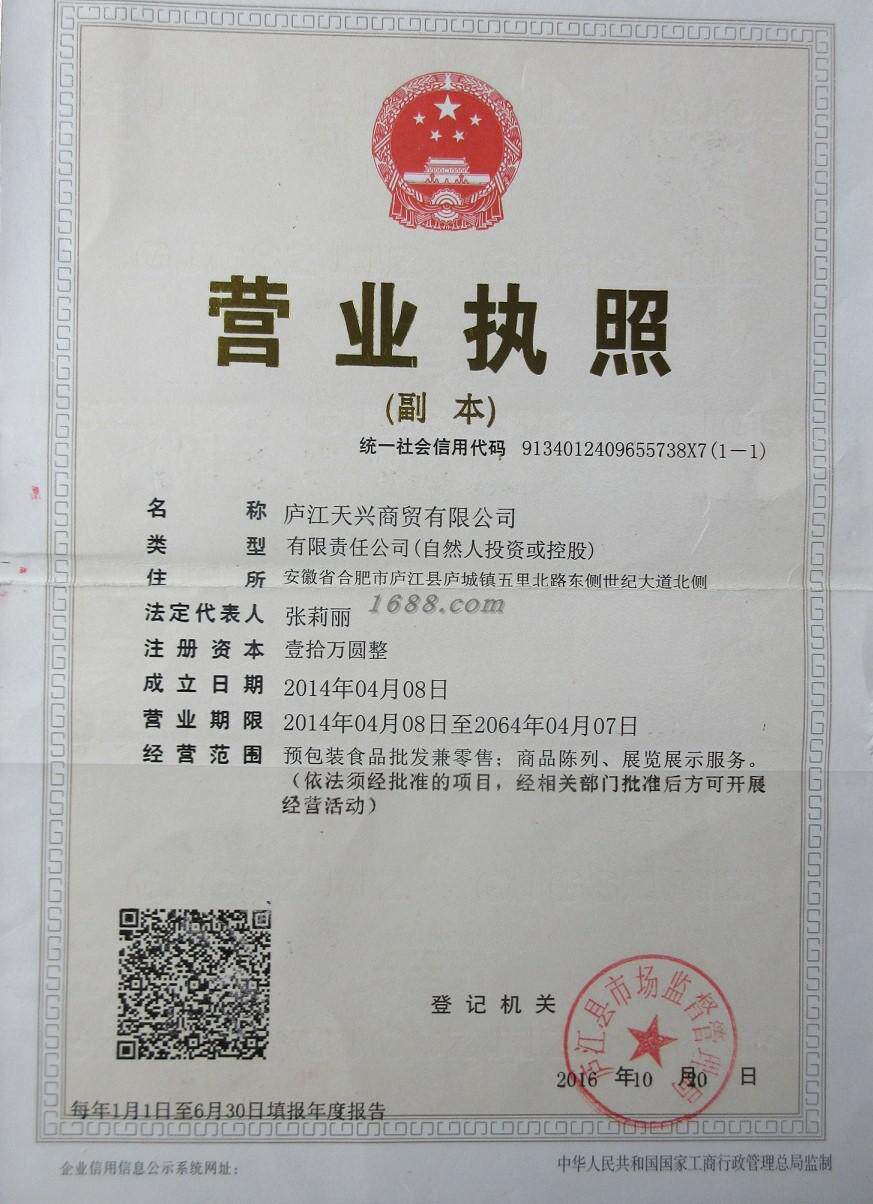 营业执照
(副 本)
统一社会信用代码 9134012409655738X7(1－1)
名 称 庐江天兴商贸有限公司
类 型 有限责任公司(自然人投资或控股)
住 所 安徽省合肥市庐江县庐城镇五里北路东侧世纪大道北侧
1688.com
法定代表人 张莉丽
注册资本 壹拾万圆整
成立日期 2014年04月08日
营业期限 2014年04月08日至2064年04月07日
经营范围 预包装食品批发兼零售；商品陈列、展览展示服务。
（依法须经批准的项目，经相关部门批准后方可开展
经营活动）
登记机关
庐江县市场监督管理局
2016 年10 月20 日
每年1月1日至6月30日填报年度报告
企业信用信息公示系统网址：
中华人民共和国国家工商行政管理总局监制